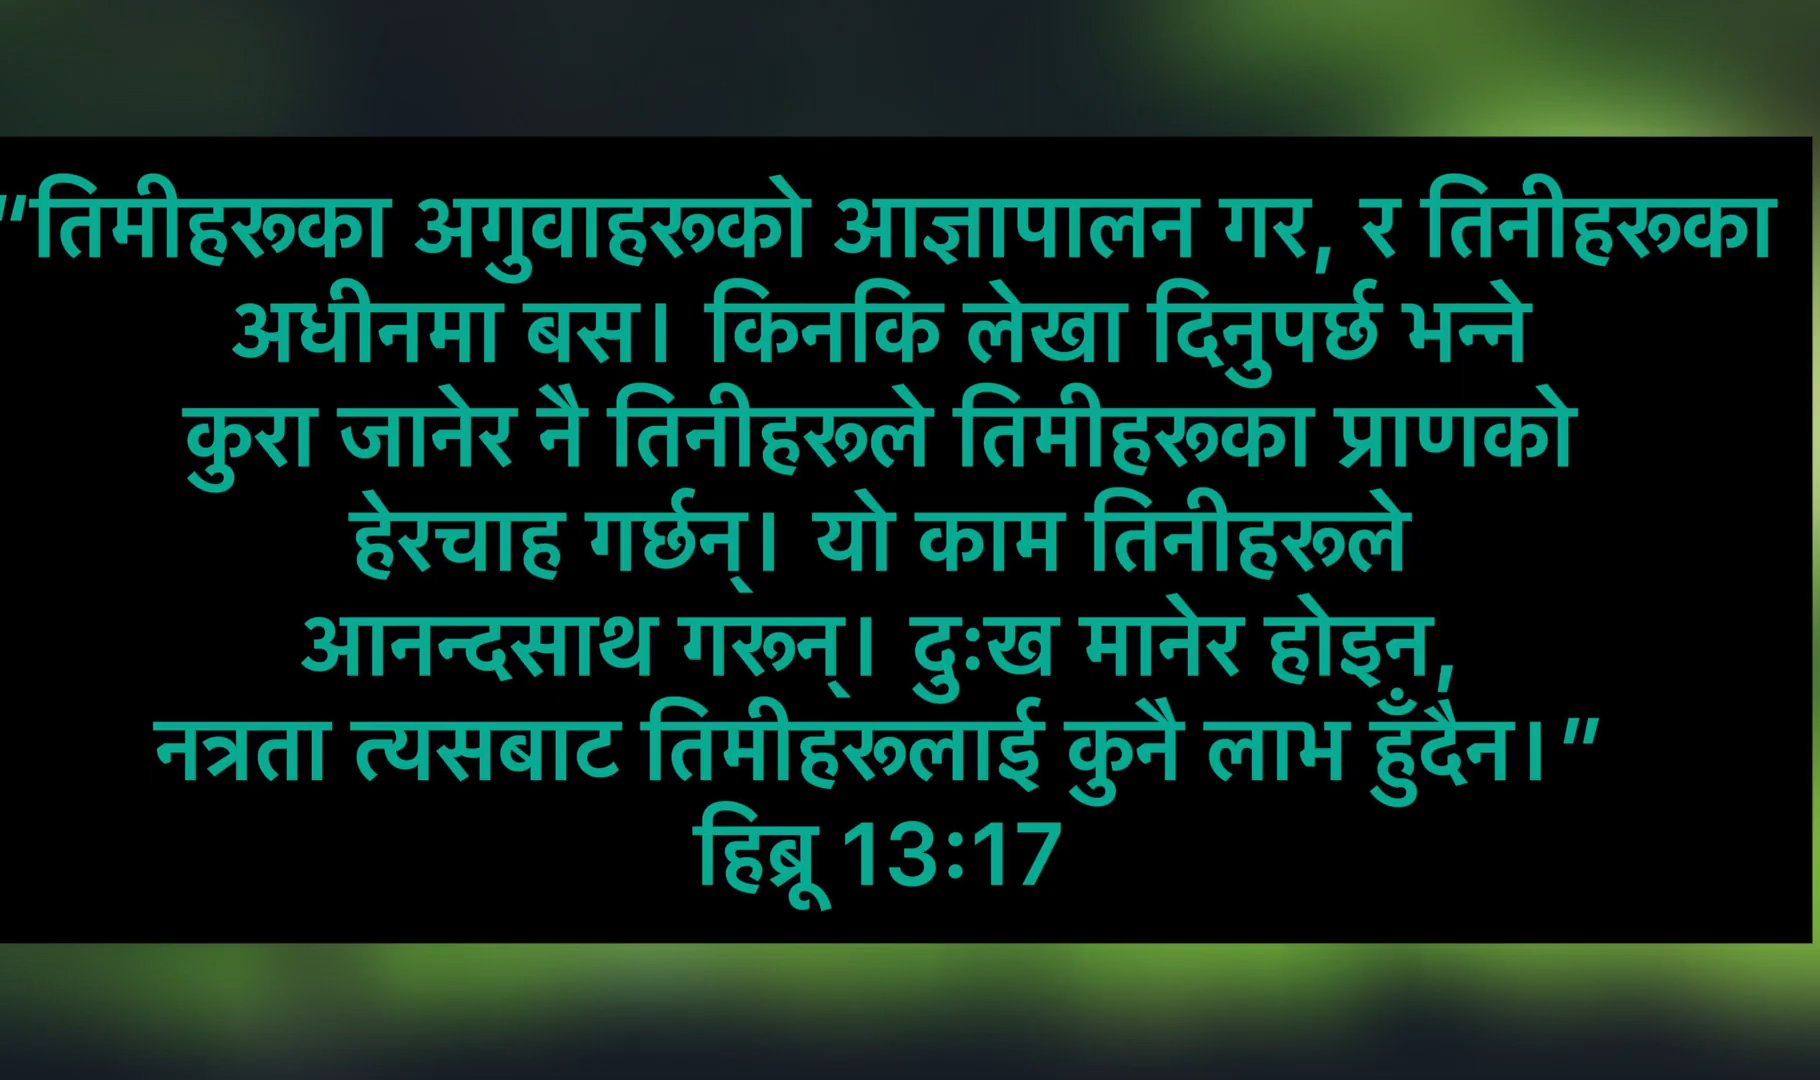 "तिमीहरूका अगुवाहरूको आज्ञापालन गर, र तिनीहरूका
अधीनमा बस। किनकि लेखा दिनुपर्छ भन्ने
कुरा जानेर नै तिनीहरूले तिमीहरूका प्राणको
हेरचाह गर्छन्। यो काम तिनीहरूले
आनन्दसाथ गरून्। दुःख मानेर होइन,
नत्रता त्यसबाट तिमीहरूलाई कुनै लाभ हुँदैन।"
हिब्रू 13:17